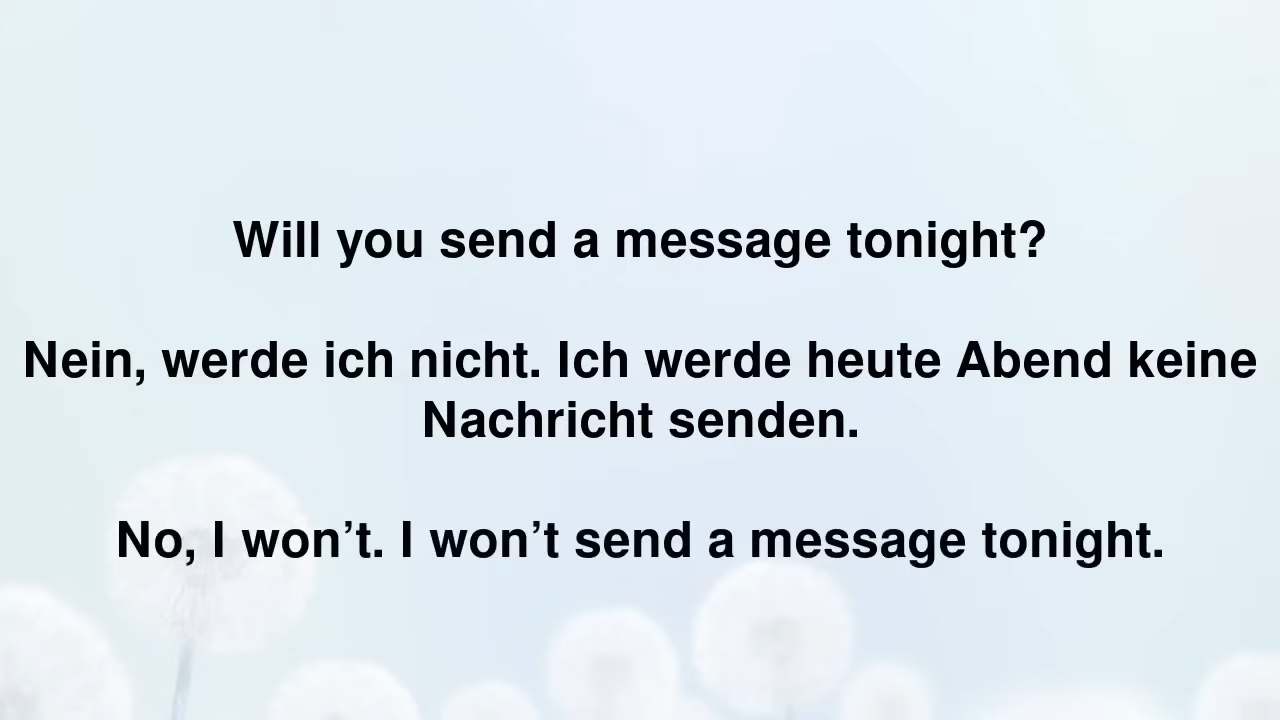 Will you send a message tonight?
Nein, werde ich nicht. Ich werde heute Abend keine
Nachricht senden.
No, I won’t. I won’t send a message tonight.